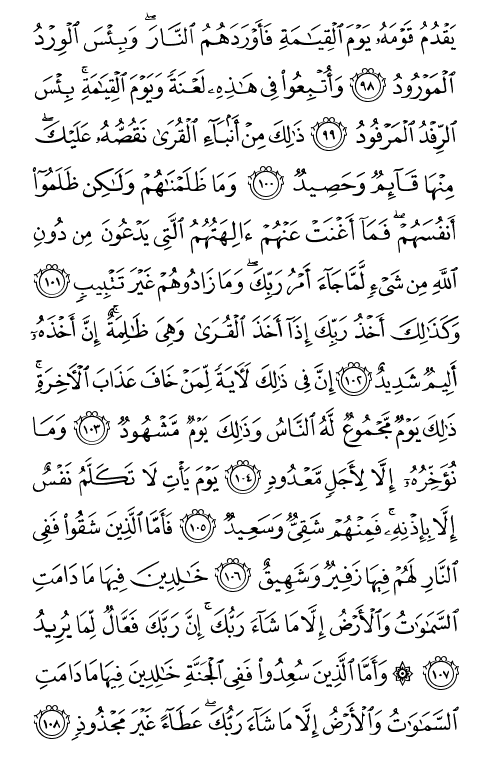 يَقۡدُمُ قَوۡمَهُۥ يَوۡمَ ٱلۡقِيَٰمَةِ فَأَوۡرَدَهُمُ ٱلنَّارَۖ وَبِئۡسَ ٱلۡوِرۡدُ
ٱلۡمَوۡرُودُ ٩٨ وَأُتۡبِعُواْ فِي هَٰذِهِۦ لَعۡنَةٗ وَيَوۡمَ ٱلۡقِيَٰمَةِۚ بِئۡسَ
ٱلرِّفۡدُ ٱلۡمَرۡفُودُ ٩٩ ذَٰلِكَ مِنۡ أَنۢبَآءِ ٱلۡقُرَىٰ نَقُصُّهُۥ عَلَيۡكَۖ
مِنۡهَا قَآئِمٞ وَحَصِيدٞ ١٠٠ وَمَا ظَلَمۡنَٰهُمۡ وَلَٰكِن ظَلَمُوٓاْ
أَنفُسَهُمۡۖ فَمَآ أَغۡنَتۡ عَنۡهُمۡ ءَالِهَتُهُمُ ٱلَّتِي يَدۡعُونَ مِن دُونِ
ٱللَّهِ مِن شَيۡءٖ لَّمَّا جَآءَ أَمۡرُ رَبِّكَۖ وَمَا زَادُوهُمۡ غَيۡرَ تَتۡبِيبٖ ١٠١
وَكَذَٰلِكَ أَخۡذُ رَبِّكَ إِذَآ أَخَذَ ٱلۡقُرَىٰ وَهِيَ ظَٰلِمَةٌۚ إِنَّ أَخۡذَهُۥٓ
أَلِيمٞ شَدِيدٌ ١٠٢ إِنَّ فِي ذَٰلِكَ لَأٓيَةٗ لِّمَنۡ خَافَ عَذَابَ ٱلۡأٓخِرَةِۚ
ذَٰلِكَ يَوۡمٞ مَّجۡمُوعٞ لَّهُ ٱلنَّاسُ وَذَٰلِكَ يَوۡمٞ مَّشۡهُودٞ ١٠٣ وَمَا
نُؤَخِّرُهُۥٓ إِلَّا لِأَجَلٖ مَّعۡدُودٖ ١٠٤ يَوۡمَ يَأۡتِ لَا تَكَلَّمُ نَفۡسٌ
إِلَّا بِإِذۡنِهِۦۚ فَمِنۡهُمۡ شَقِيّٞ وَسَعِيدٞ ١٠٥ فَأَمَّا ٱلَّذِينَ شَقُواْ فَفِي
ٱلنَّارِ لَهُمۡ فِيهَا زَفِيرٞ وَشَهِيقٌ ١٠٦ خَٰلِدِينَ فِيهَا مَا دَامَتِ
ٱلسَّمَٰوَٰتُ وَٱلۡأَرۡضُ إِلَّا مَا شَآءَ رَبُّكَۚ إِنَّ رَبَّكَ فَعَّالٞ لِّمَا يُرِيدُ
١٠٧ ۞ وَأَمَّا ٱلَّذِينَ سُعِدُواْ فَفِي ٱلۡجَنَّةِ خَٰلِدِينَ فِيهَا مَا دَامَتِ
ٱلسَّمَٰوَٰتُ وَٱلۡأَرۡضُ إِلَّا مَا شَآءَ رَبُّكَۖ عَطَآءً غَيۡرَ مَجۡذُوذٖ ١٠٨